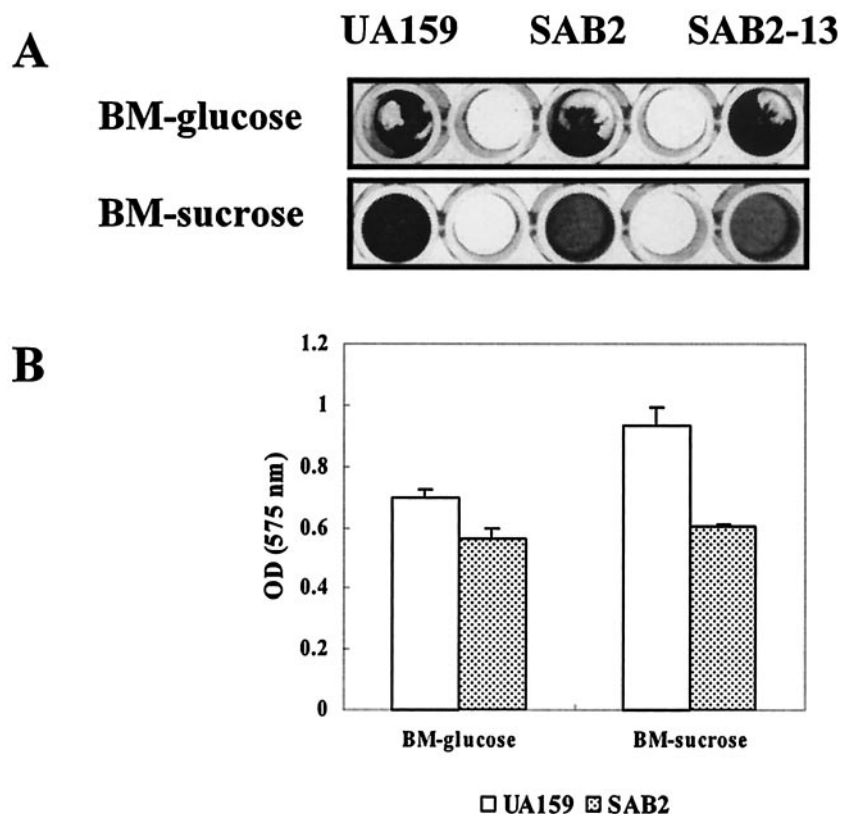 A
UA159 SAB2 SAB2-13
BM-glucose
BM-sucrose
B
1.2
1
0.8
0.6
0.4
0.2
0
OD (575 nm)
BM-glucose BM-sucrose
UA159 SAB2